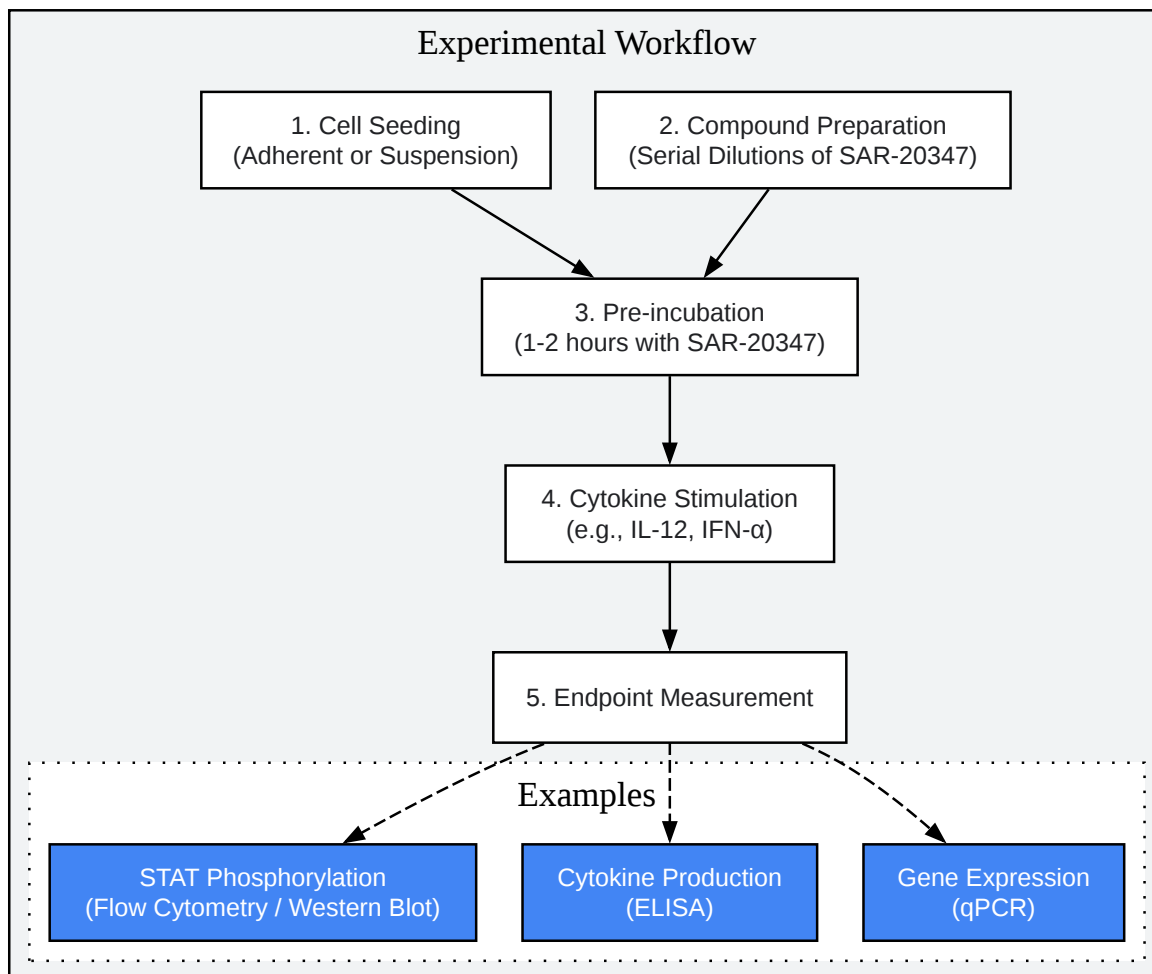 Experimental Workflow
1. Cell Seeding
(Adherent or Suspension)
2. Compound Preparation
(Serial Dilutions of SAR-20347)
3. Pre-incubation
(1-2 hours with SAR-20347)
4. Cytokine Stimulation
(e.g., IL-12, IFN-α)
5. Endpoint Measurement
Examples
STAT Phosphorylation
(Flow Cytometry / Western Blot)
Cytokine Production
(ELISA)
Gene Expression
(qPCR)